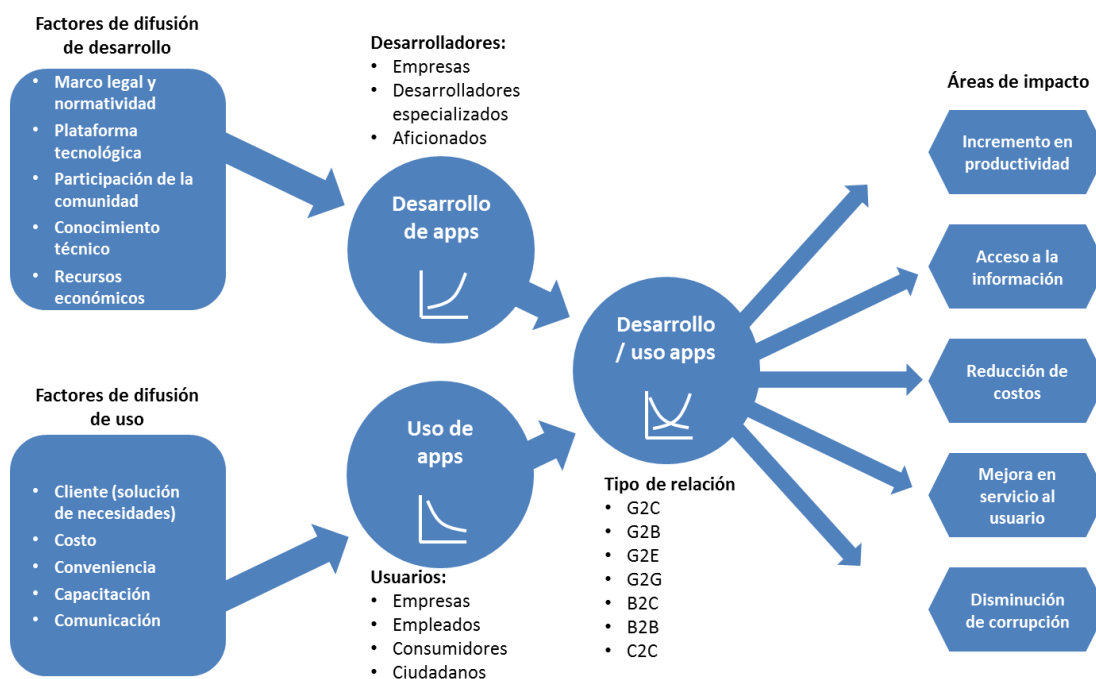 Factores de difusión
de desarrollo
• Marco legal y
normatividad
• Plataforma
tecnológica
• Participación de la
comunidad
• Conocimiento
técnico
• Recursos
económicos
Desarrolladores:
• Empresas
• Desarrolladores
especializados
• Aficionados
Desarrollo
de apps
Factores de difusión
de uso
• Cliente (solución
de necesidades)
• Costo
• Conveniencia
• Capacitación
• Comunicación
Uso de
apps
Usuarios:
• Empresas
• Empleados
• Consumidores
• Ciudadanos
Desarrollo
/ uso apps
Tipo de relación
• G2C
• G2B
• G2E
• G2G
• B2C
• B2B
• C2C
Áreas de impacto
Incremento en
productividad
Acceso a la
información
Reducción de
costos
Mejora en
servicio al
usuario
Disminución
de corrupción